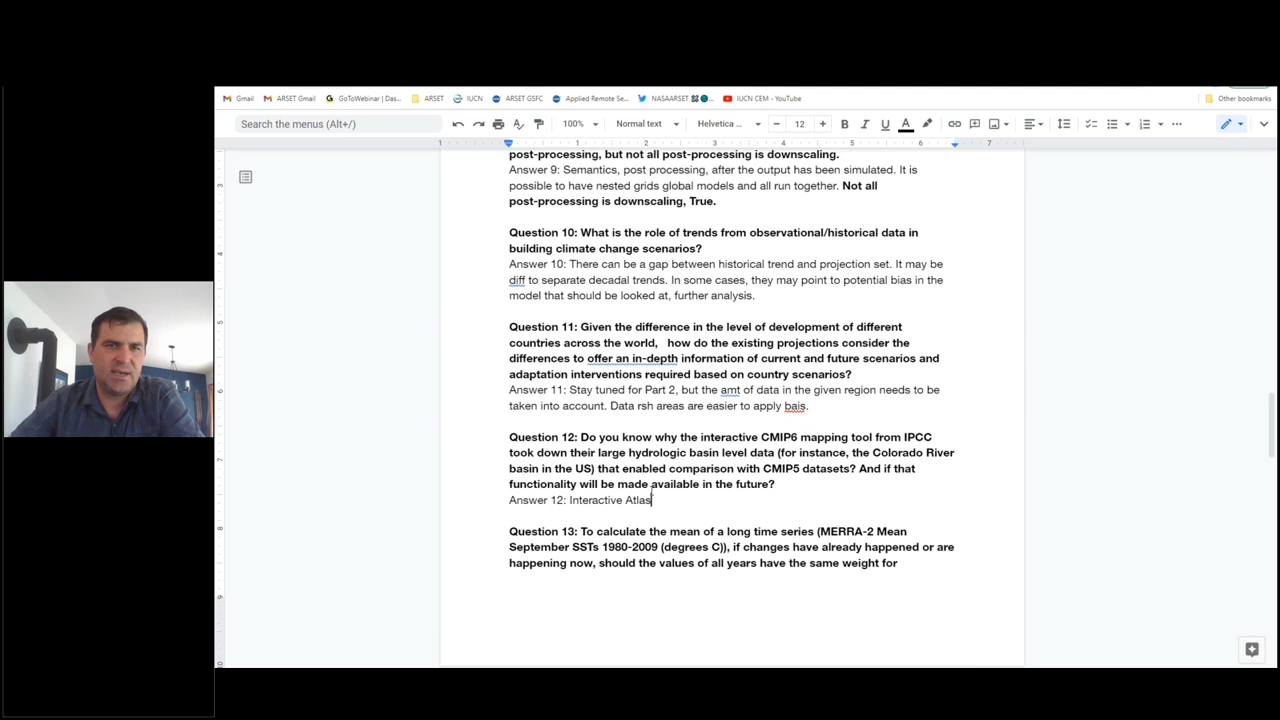 Gmail ARSET Gmail GoToWebinar | Das... ARSET IUCN ARSET GSFC Applied Remote Se... NASAARSET IUCN CEM - YouTube Other bookmarks
Search the menus (Alt+/) 100% Normal text Helvetica ... 12 B I U A
1 1 2 3 4 5 6 7
post-processing, but not all post-processing is downscaling.
Answer 9: Semantics, post processing, after the output has been simulated. It is
possible to have nested grids global models and all run together. Not all
post-processing is downscaling, True.
Question 10: What is the role of trends from observational/historical data in
building climate change scenarios?
Answer 10: There can be a gap between historical trend and projection set. It may be
diff to separate decadal trends. In some cases, they may point to potential bias in the
model that should be looked at, further analysis.
Question 11: Given the difference in the level of development of different
countries across the world, how do the existing projections consider the
differences to offer an in-depth information of current and future scenarios and
adaptation interventions required based on country scenarios?
Answer 11: Stay tuned for Part 2, but the amt of data in the given region needs to be
taken into account. Data rsh areas are easier to apply bais.
Question 12: Do you know why the interactive CMIP6 mapping tool from IPCC
took down their large hydrologic basin level data (for instance, the Colorado River
basin in the US) that enabled comparison with CMIP5 datasets? And if that
functionality will be made available in the future?
Answer 12: Interactive Atlas
Question 13: To calculate the mean of a long time series (MERRA-2 Mean
September SSTs 1980-2009 (degrees C)), if changes have already happened or are
happening now, should the values of all years have the same weight for